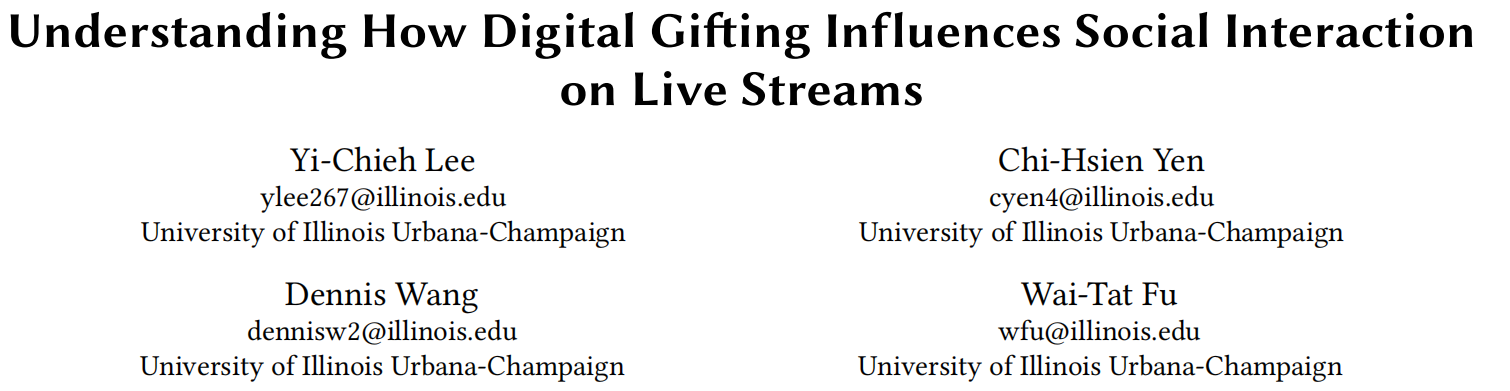 Understanding How Digital Gifting Influences Social Interaction
on Live Streams
Yi-Chieh Lee
ylee267@illinois.edu
University of Illinois Urbana-Champaign
Chi-Hsien Yen
cyen4@illinois.edu
University of Illinois Urbana-Champaign
Dennis Wang
dennisw2@illinois.edu
University of Illinois Urbana-Champaign
Wai-Tat Fu
wfu@illinois.edu
University of Illinois Urbana-Champaign